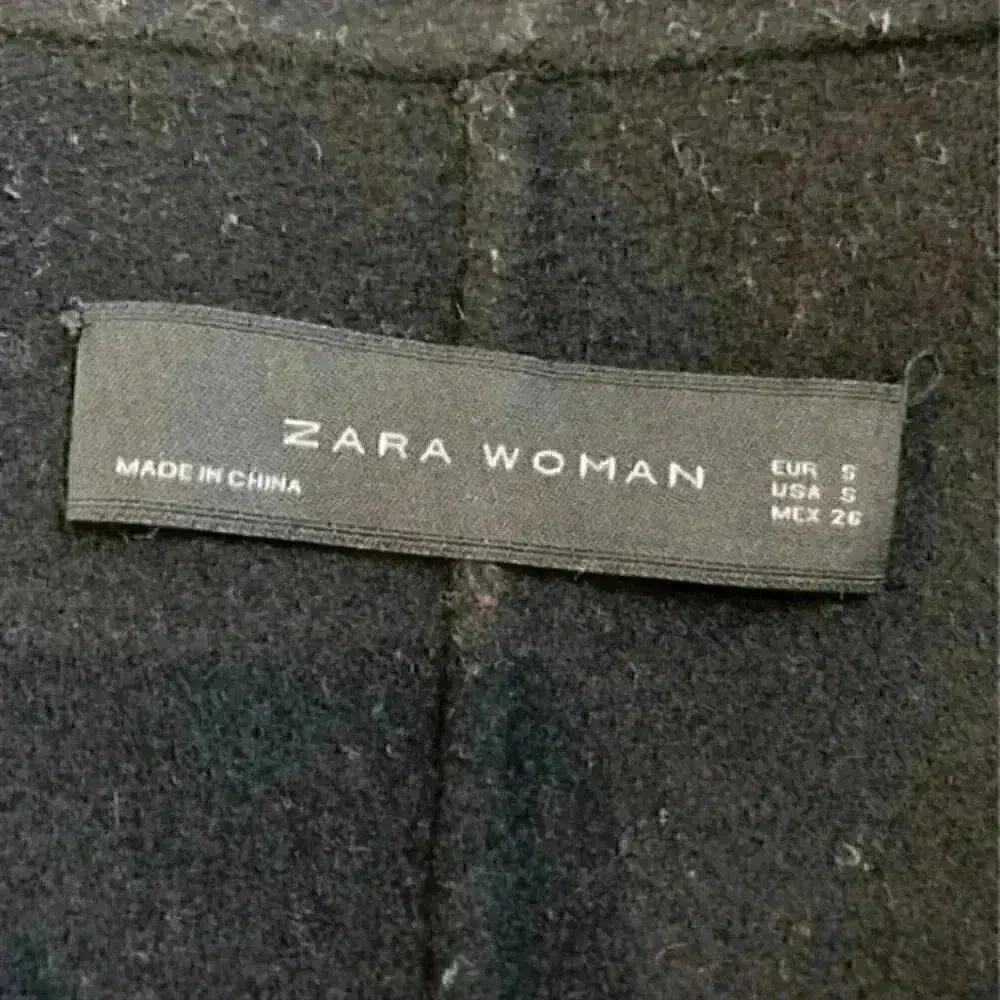 ZARA WOMAN
MADE IN CHINA
EUR S
USA S
MEX 26